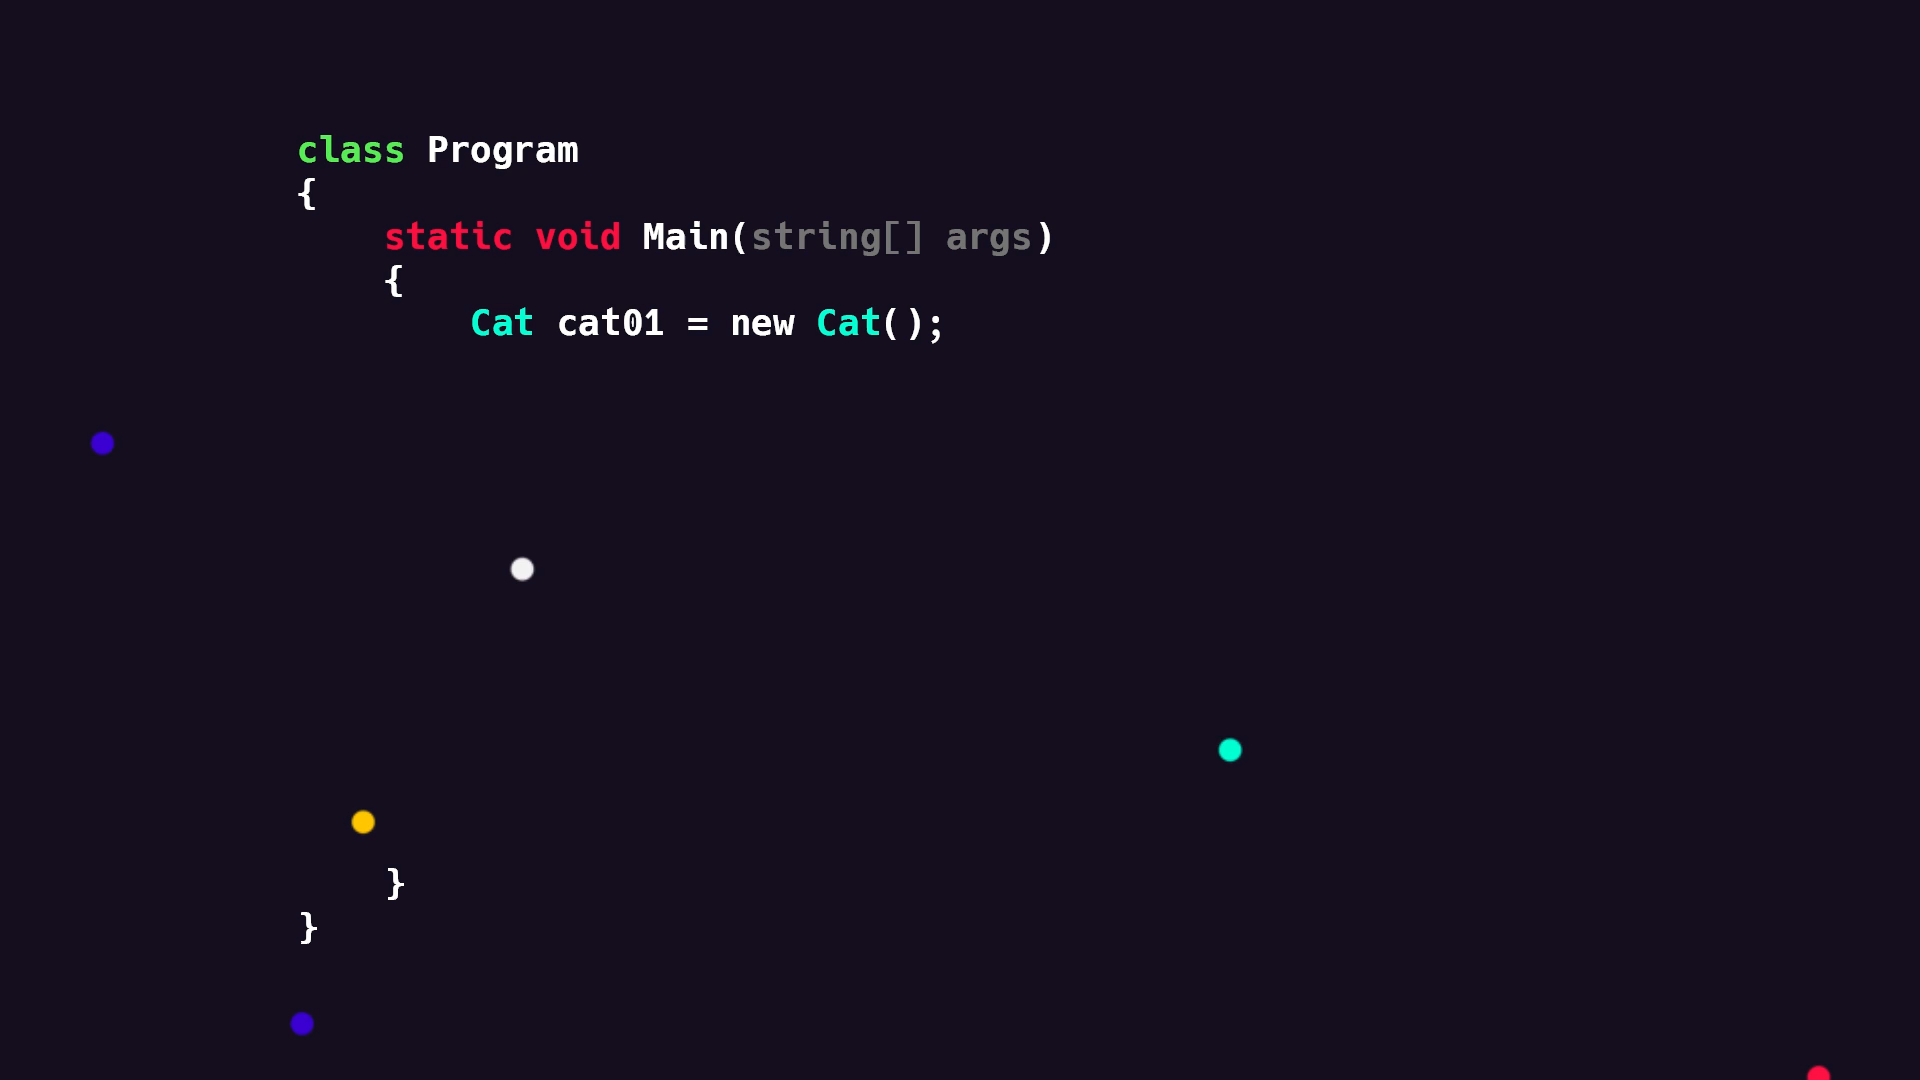 class Program
{
    static void Main(string[] args)
    {
        Cat cat01 = new Cat();
    }
}